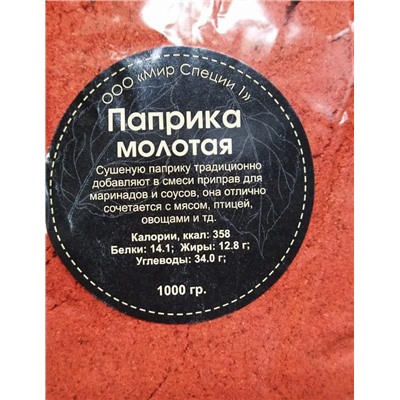 ООО «Мир Специи 1»
Паприка
молотая
Сушеную паприку традиционно
добавляют в смеси приправ для
маринадов и соусов, она отлично
сочетается с мясом, птицей,
овощами и тд.
Калории, ккал: 358
Белки: 14.1; Жиры: 12.8 г;
Углеводы: 34.0 г;
1000 гр.